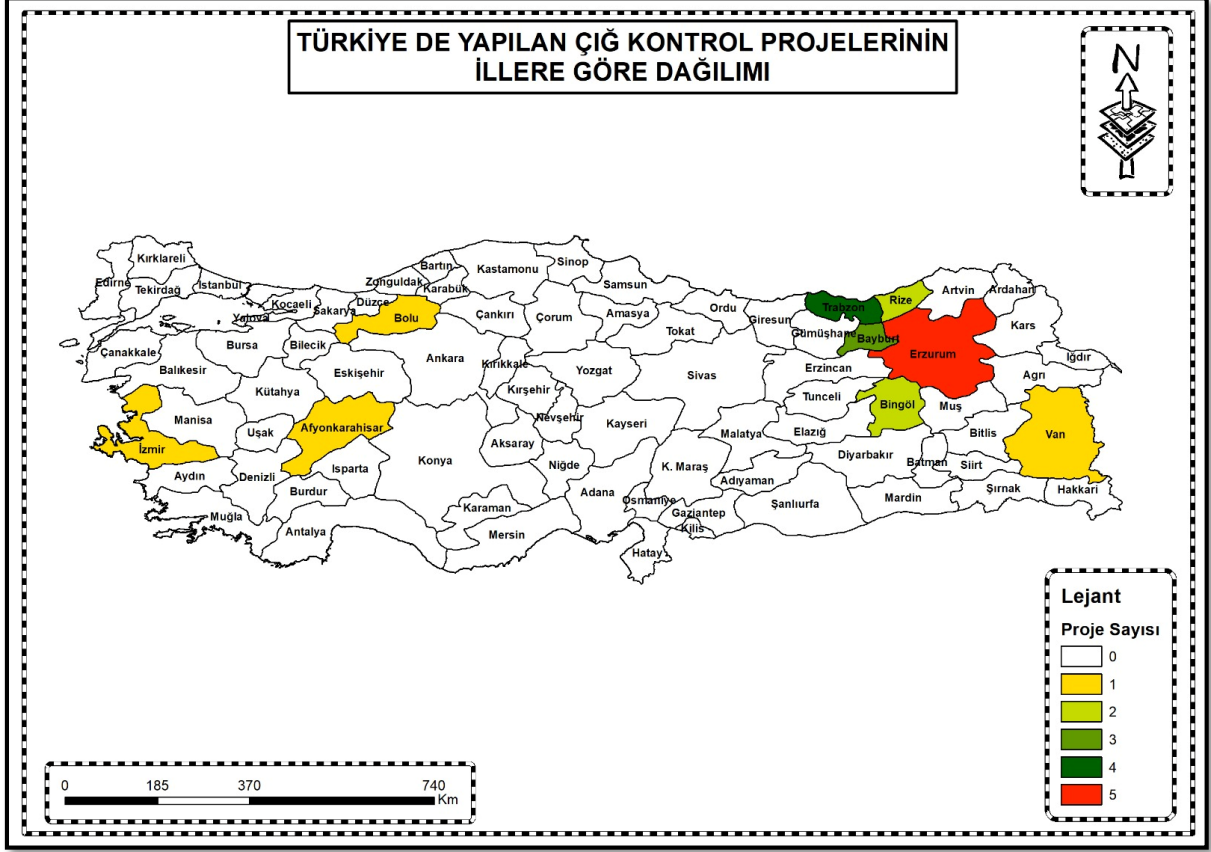 TÜRKİYE DE YAPILAN ÇIĞ KONTROL PROJELERİNİN
İLLERE GÖRE DAĞILIMI
N
Kırklareli
Edirne
Tekirdağ
İstanbul
Kocaeli
Yalova
Sakarya
Düzce
Zonguldak
Bartın
Karabük
Kastamonu
Sinop
Samsun
Bolu
Çankırı
Çorum
Amasya
Tokat
Ordu
Giresun
Trabzon
Rize
Artvin
Ardahan
Gümüşhane
Bayburt
Erzurum
Kars
Iğdır
Ağrı
Çanakkale
Balıkesir
Bursa
Bilecik
Eskişehir
Kütahya
Ankara
Kırıkkale
Kırşehir
Yozgat
Sivas
Erzincan
Tunceli
Bingöl
Muş
Manisa
Uşak
Afyonkarahisar
İzmir
Aydın
Denizli
Isparta
Burdur
Muğla
Antalya
Konya
Aksaray
Nevşehir
Niğde
Kayseri
Karaman
Mersin
Adana
K. Maraş
Malatya
Elazığ
Adıyaman
Osmaniye
Gaziantep
Kilis
Hatay
Şanlıurfa
Diyarbakır
Batman
Mardin
Bitlis
Siirt
Şırnak
Van
Hakkari
Lejant
Proje Sayısı
0
1
2
3
4
5
0 185 370 740
Km